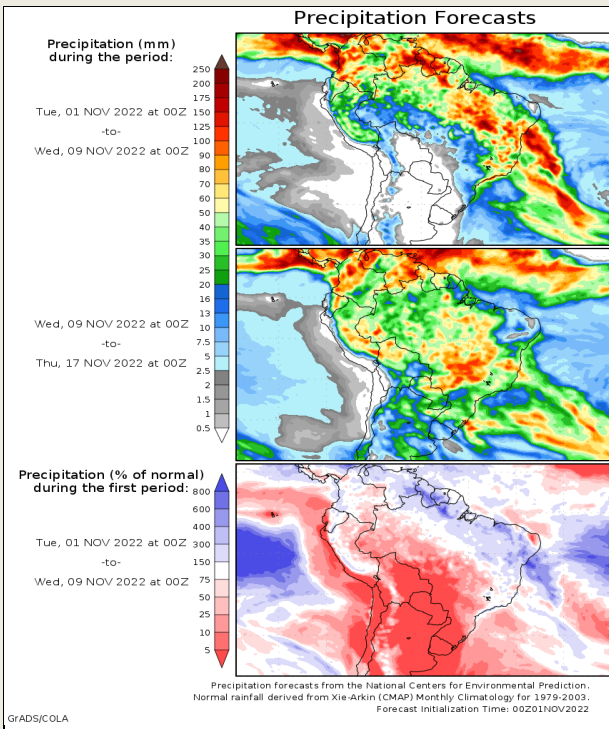 Precipitation Forecasts
Precipitation (mm)
during the period:
Tue, 01 NOV 2022 at 00Z
-to-
Wed, 09 NOV 2022 at 00Z
250
200
175
150
125
100
90
80
70
60
50
40
35
30
25
20
16
13
10
7.5
5
2.5
2
1.5
1
0.5
Wed, 09 NOV 2022 at 00Z
-to-
Thu, 17 NOV 2022 at 00Z
Precipitation (% of normal)
during the first period:
Tue, 01 NOV 2022 at 00Z
-to-
Wed, 09 NOV 2022 at 00Z
800
600
400
300
150
75
50
25
10
5
Precipitation forecasts from the National Centers for Environmental Prediction.
Normal rainfall derived from Xie-Arkin (CMAP) Monthly Climatology for 1979-2003.
Forecast Initialization Time: 00Z01NOV2022
GrADS/COLA